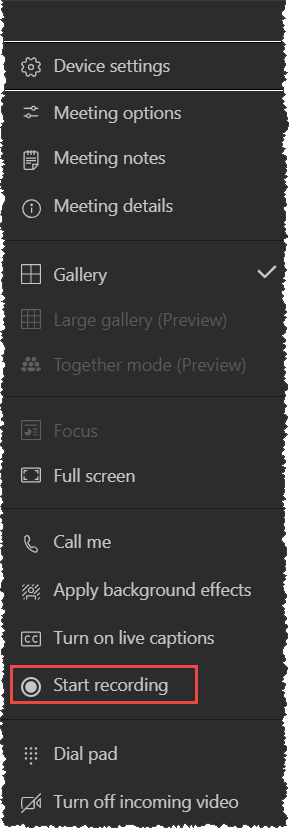 Device settings
Meeting options
Meeting notes
Meeting details
Gallery
Large gallery (Preview)
Together mode (Preview)
Focus
Full screen
Call me
Apply background effects
CC Turn on live captions
Start recording
Dial pad
Turn off incoming video